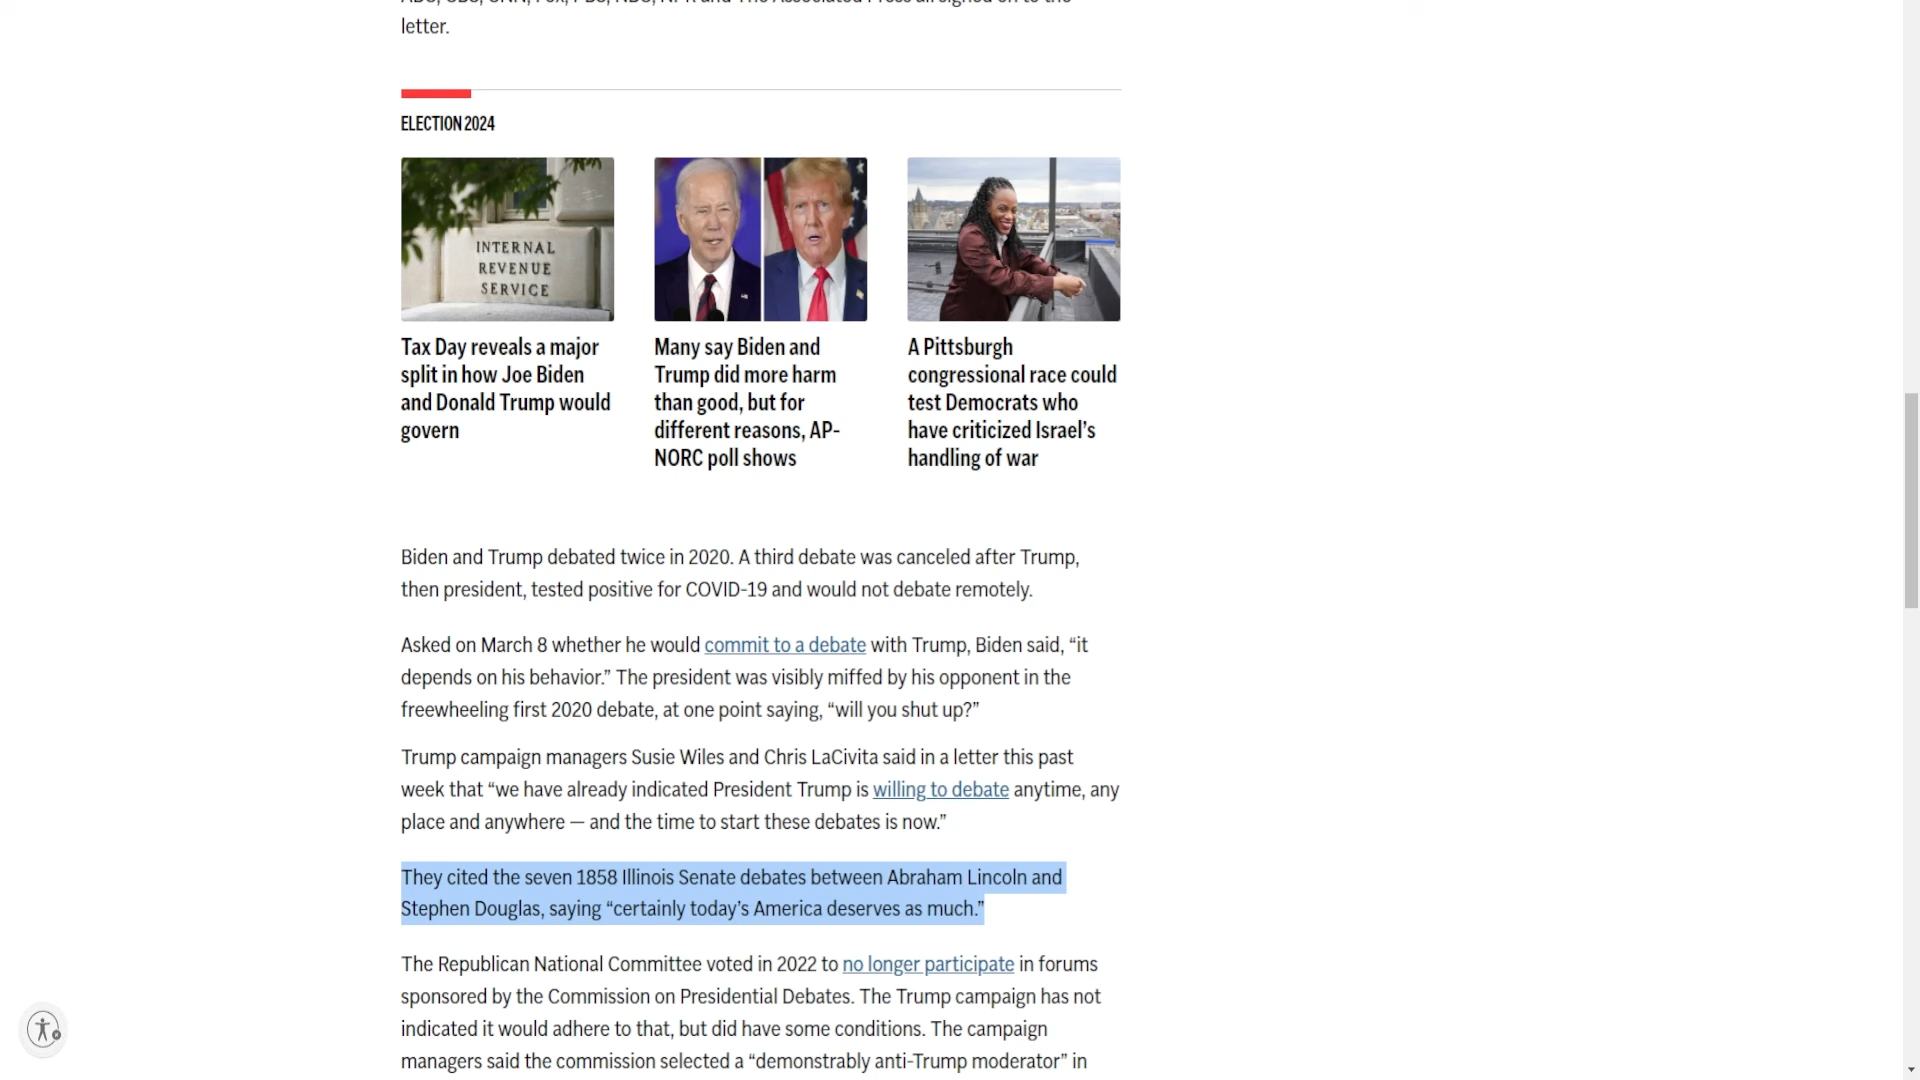 letter.
ELECTION 2024
INTERNAL
REVENUE
SERVICE
Tax Day reveals a major
split in how Joe Biden
and Donald Trump would
govern
Many say Biden and
Trump did more harm
than good, but for
different reasons, AP-
NORC poll shows
A Pittsburgh
congressional race could
test Democrats who
have criticized Israel’s
handling of war
Biden and Trump debated twice in 2020. A third debate was canceled after Trump,
then president, tested positive for COVID-19 and would not debate remotely.
Asked on March 8 whether he would commit to a debate with Trump, Biden said, “it
depends on his behavior.” The president was visibly miffed by his opponent in the
freewheeling first 2020 debate, at one point saying, “will you shut up?”
Trump campaign managers Susie Wiles and Chris LaCivita said in a letter this past
week that “we have already indicated President Trump is willing to debate anytime, any
place and anywhere — and the time to start these debates is now.”
They cited the seven 1858 Illinois Senate debates between Abraham Lincoln and
Stephen Douglas, saying “certainly today’s America deserves as much.”
The Republican National Committee voted in 2022 to no longer participate in forums
sponsored by the Commission on Presidential Debates. The Trump campaign has not
indicated it would adhere to that, but did have some conditions. The campaign
managers said the commission selected a “demonstrably anti-Trump moderator” in